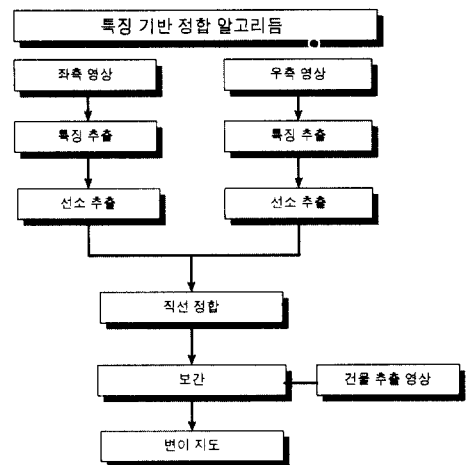 특징 기반 정합 알고리듬
좌측 영상
우측 영상
특징 추출
특징 추출
선소 추출
선소 추출
직선 정합
보간
건물 추출 영상
변이 지도